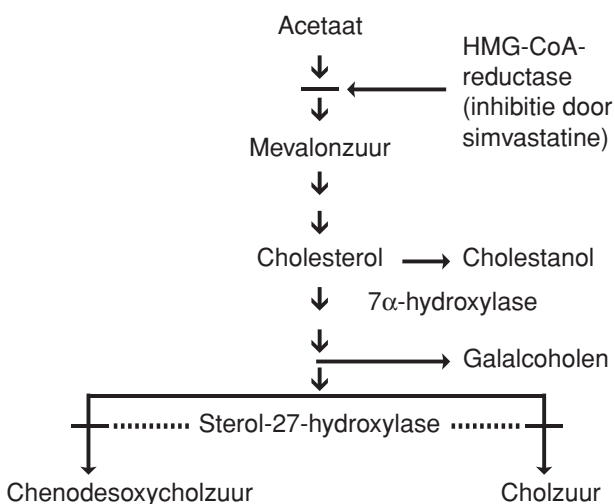 Acetaat
HMG-CoA-
reductase
(inhibitie door
simvastatine)
Mevalonzuur
Cholesterol
Cholestanol
7α-hydroxylase
Galalcoholen
Sterol-27-hydroxylase
Chenodesoxycholzuur
Cholzuur